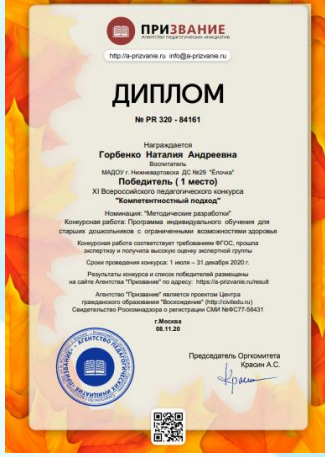 ПРИЗВАНИЕ
АГЕНТСТВО ПЕДАГОГИЧЕСКИХ ИНИЦИАТИВ
http://a-prizvanie.ru info@a-prizvanie.ru
ДИПЛОМ
№ PR 320 - 84161
Награждается
Горбенко Наталия Андреевна
Воспитатель
МАДОУ г. Нижневартовска ДС №29 "Ёлочка"
Победитель ( 1 место)
XI Всероссийского педагогического конкурса
"Компетентностный подход"
Номинация: "Методические разработки"
Конкурсная работа: Программа индивидуального обучения для
старших дошкольников с ограниченными возможностями здоровья
Конкурсная работа соответствует требованиям ФГОС, прошла
экспертизу и получила высокую оценку экспертной группы
Сроки проведения конкурса: 1 июля – 31 декабря 2020 г.
Результаты конкурса и список победителей размещены
на сайте Агентства "Призвание" по адресу: https://a-prizvanie.ru/result
Агентство "Призвание" является проектом Центра
гражданского образования "Восхождение" (http://civiledu.ru)
Свидетельство Роскомнадзора о регистрации СМИ №ФС77-56431
г.Москва
08.11.20
Председатель Оргкомитета
Красин А.С.
АГЕНТСТВО ПЕДАГОГИЧЕСКИХ ИНИЦИАТИВ "ПРИЗВАНИЕ"